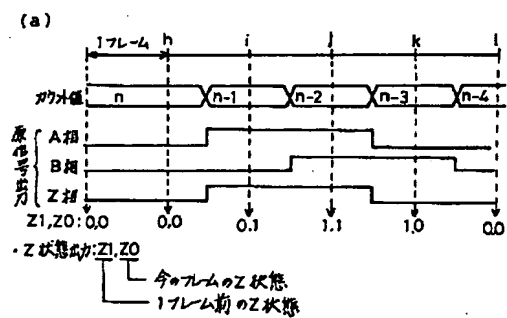 (a)
1フレーム h i j k l
カウント値 n n-1 n-2 n-3 n-4
原信号出力
A相
B相
Z相
Z1,Z0: 0.0 0.0 0.1 1.1 1.0 0.0
・Z状態出力:Z1,Z0
今のフレームのZ状態
1フレーム前のZ状態